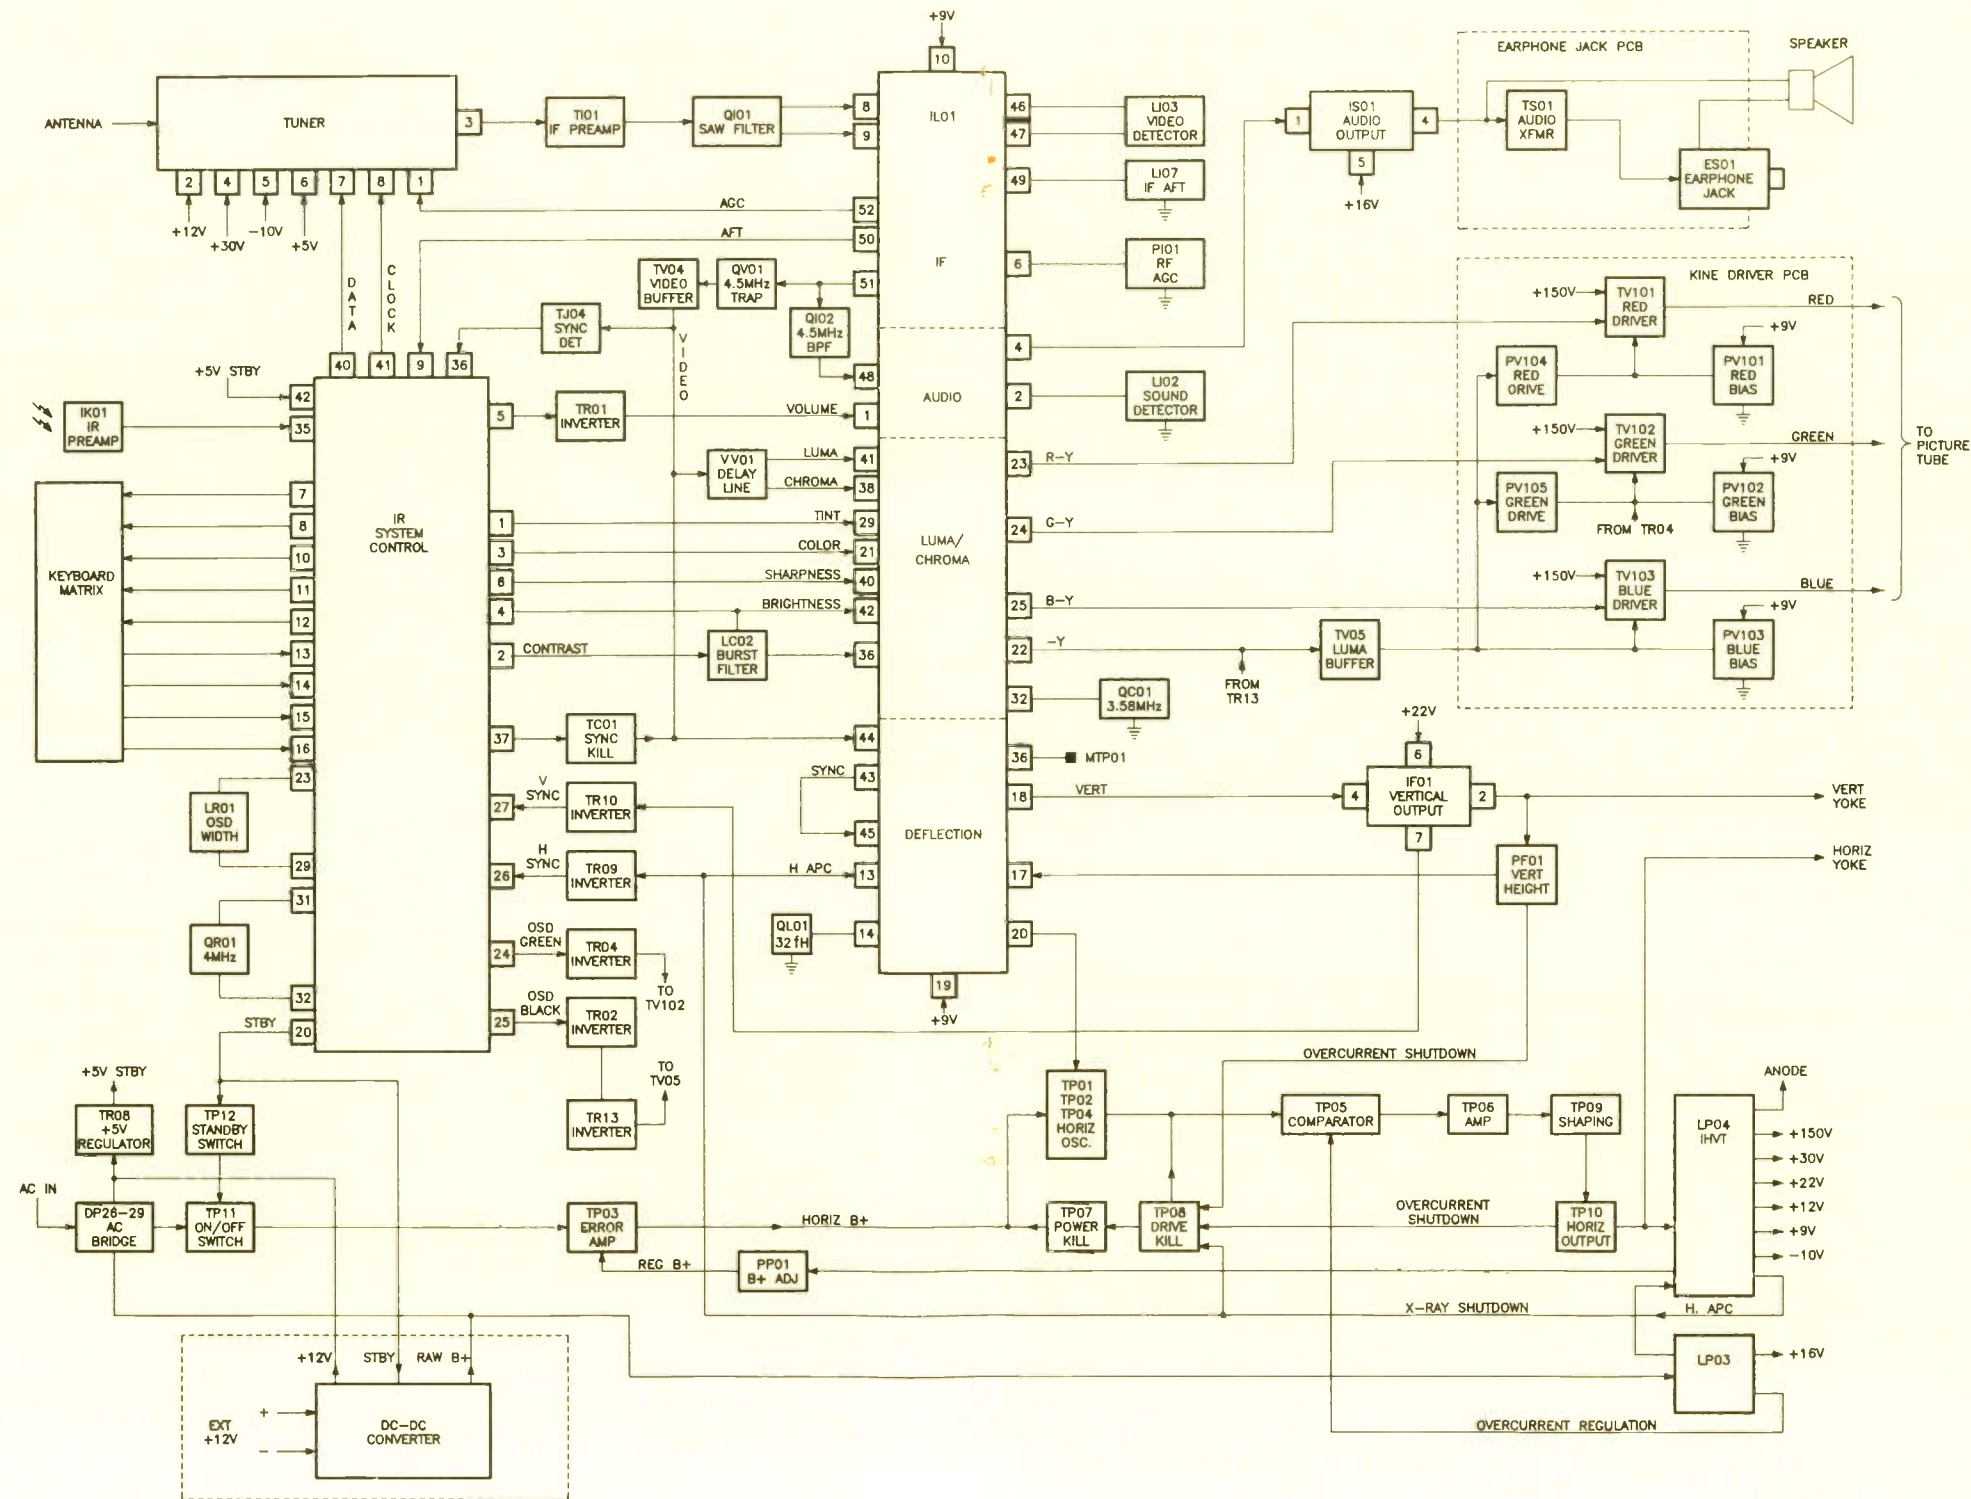 +9V
10
EARPHONE JACK PCB
SPEAKER
ANTENNA
TUNER
3
TI01
IF PREAMP
QI01
SAW FILTER
8
9
IL01
46
47
LI03
VIDEO
DETECTOR
1
IS01
AUDIO
OUTPUT
4
5
+16V
TS01
AUDIO
XFMR
ES01
EARPHONE
JACK
2
4
5
6
7
8
1
+12V
+30V
-10V
+5V
DATA
CLOCK
AGC
52
AFT
50
49
LI07
IF AFT
IF
6
PI01
RF
AGC
TV04
VIDEO
BUFFER
QV01
4.5MHz
TRAP
51
QI02
4.5MHz
BPF
48
TJ04
SYNC
DET
VIDEO
4
KINE DRIVER PCB
+150V
TV101
RED
DRIVER
RED
PV104
RED
DRIVE
+9V
PV101
RED
BIAS
+150V
TV102
GREEN
DRIVER
GREEN
+9V
PV105
GREEN
DRIVE
PV102
GREEN
BIAS
FROM TR04
+150V
TV103
BLUE
DRIVER
BLUE
+9V
PV103
BLUE
BIAS
TO
PICTURE
TUBE
40
41
9
36
+5V STBY
42
35
IK01
IR
PREAMP
5
TR01
INVERTER
VOLUME
1
AUDIO
2
LI02
SOUND
DETECTOR
VV01
DELAY
LINE
LUMA
41
CHROMA
38
23
R-Y
KEYBOARD
MATRIX
7
8
10
11
12
13
14
15
16
IR
SYSTEM
CONTROL
1
TINT
29
3
COLOR
21
6
SHARPNESS
40
4
BRIGHTNESS
42
2
CONTRAST
LC02
BURST
FILTER
36
LUMA/
CHROMA
24
G-Y
25
B-Y
22
-Y
FROM
TR13
TV05
LUMA
BUFFER
32
QC01
3.58MHz
37
TC01
SYNC
KILL
44
36
MTP01
+22V
6
23
LR01
OSD
WIDTH
29
V
SYNC
27
TR10
INVERTER
SYNC
43
45
18
VERT
4
IF01
VERTICAL
OUTPUT
2
7
VERT
YOKE
DEFLECTION
H
SYNC
26
TR09
INVERTER
H APC
13
17
PF01
VERT
HEIGHT
HORIZ
YOKE
31
QR01
4MHz
32
QL01
32fH
14
20
OSD
GREEN
24
TR04
INVERTER
TO
TV102
19
+9V
OSD
BLACK
25
TR02
INVERTER
STBY
20
TO
TV05
TR13
INVERTER
OVERCURRENT SHUTDOWN
+5V STBY
TR08
+5V
REGULATOR
TP12
STANDBY
SWITCH
TP01
TP02
TP04
HORIZ
OSC.
TP05
COMPARATOR
TP06
AMP
TP09
SHAPING
LP04
IHVT
ANODE
+150V
+30V
+22V
+12V
+9V
-10V
AC IN
DP26-29
AC
BRIDGE
TP11
ON/OFF
SWITCH
TP03
ERROR
AMP
HORIZ B+
TP07
POWER
KILL
TP08
DRIVE
KILL
OVERCURRENT
SHUTDOWN
TP10
HORIZ
OUTPUT
REG B+
PP01
B+ ADJ
X-RAY SHUTDOWN
H. APC
+12V
STBY
RAW B+
LP03
+16V
EXT
+12V
+
-
DC-DC
CONVERTER
OVERCURRENT REGULATION